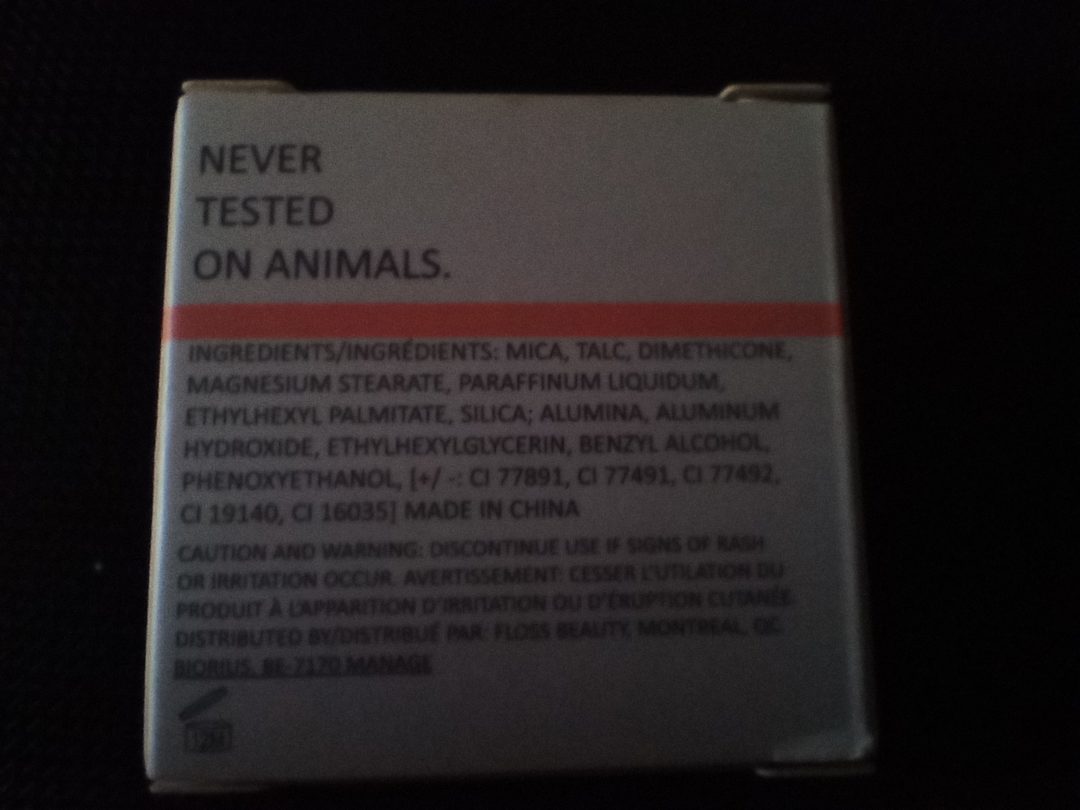 NEVER
TESTED
ON ANIMALS.
INGREDIENTS/INGRÉDIENTS: MICA, TALC, DIMETHICONE,
MAGNESIUM STEARATE, PARAFFINUM LIQUIDUM,
ETHYLHEXYL PALMITATE, SILICA; ALUMINA, ALUMINUM
HYDROXIDE, ETHYLHEXYLGLYCERIN, BENZYL ALCOHOL,
PHENOXYETHANOL, [+/ -: CI 77891, CI 77491, CI 77492,
CI 19140, CI 16035] MADE IN CHINA
CAUTION AND WARNING: DISCONTINUE USE IF SIGNS OF RASH
OR IRRITATION OCCUR. AVERTISSEMENT: CESSER L'UTILATION DU
PRODUIT À L'APPARITION D'IRRITATION OU D'ÉRUPTION CUTANÉE.
DISTRIBUTED BY/DISTRIBUÉ PAR: FLOSS BEAUTY, MONTREAL, QC.
BIORIUS. BE-7170 MANAGE
12M